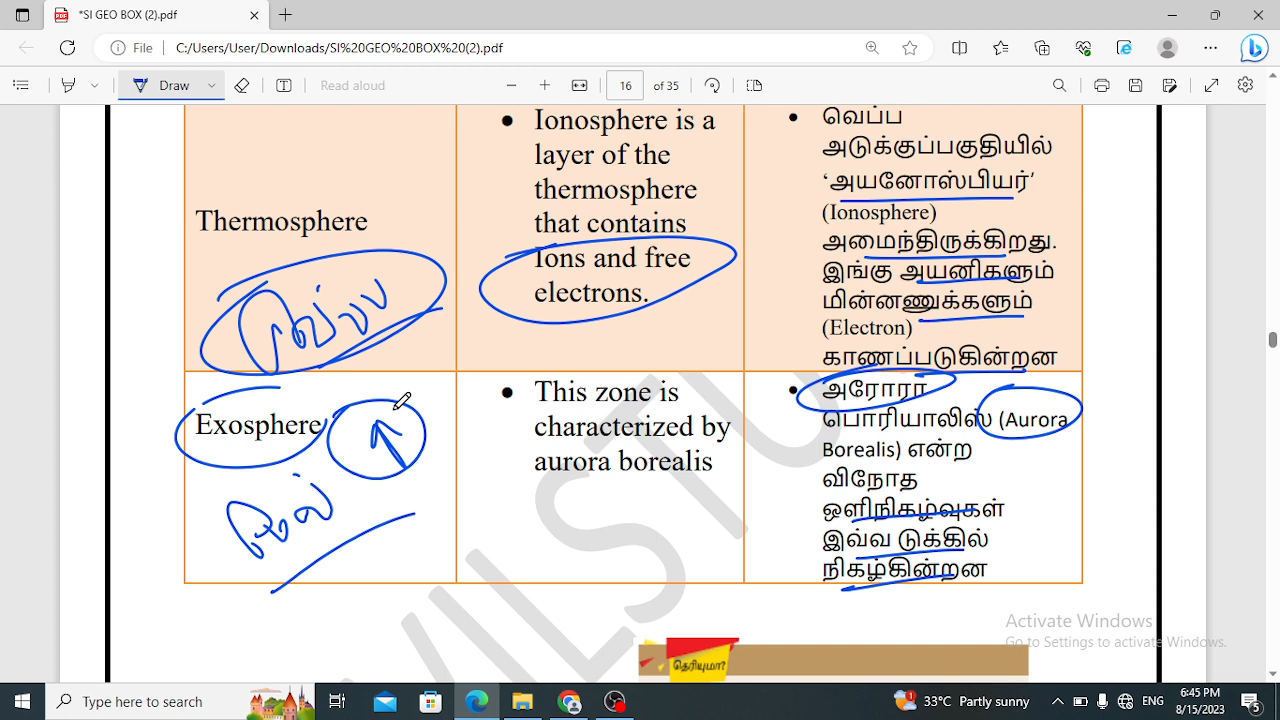 *SI GEO BOX (2).pdf
File
C:/Users/User/Downloads/SI%20GEO%20BOX%20(2).pdf
Draw
Read aloud
16
of 35
Thermosphere
வெப்ப
• Ionosphere is a
layer of the
thermosphere
that contains
Ions and free
electrons.
• வெப்ப
அடுக்குப்பகுதியில்
‘அயனோஸ்பியர்’
(Ionosphere)
அமைந்திருக்கிறது.
இங்கு அயனிகளும்
மின்னணுக்களும்
(Electron)
காணப்படுகின்றன
Exosphere
மேல்
• This zone is
characterized by
aurora borealis
• அரோரா
பொரியாலிஸ் (Aurora
Borealis) என்ற
விநோத
ஒளிநிகழ்வுகள்
இவ்வ டுக்கில்
நிகழ்கின்றன
தெரியுமா?
Activate Windows
Go to Settings to activate Windows.
Type here to search
1
33°C Partly sunny
ENG
6:45 PM
8/15/2023
5